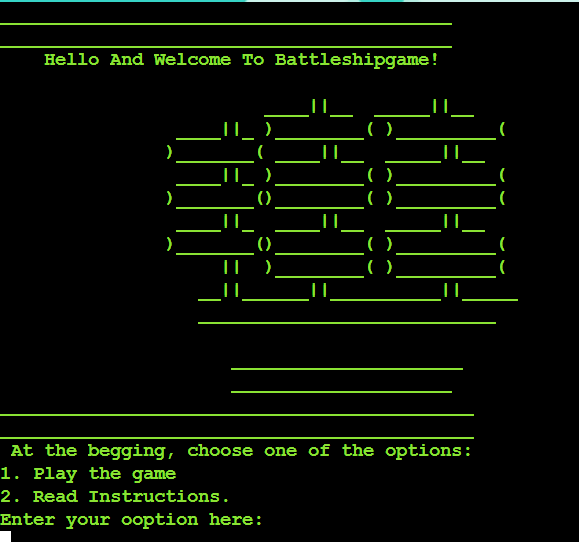 Hello And Welcome To Battleshipgame!
At the begging, choose one of the options:
1. Play the game
2. Read Instructions.
Enter your ooption here: